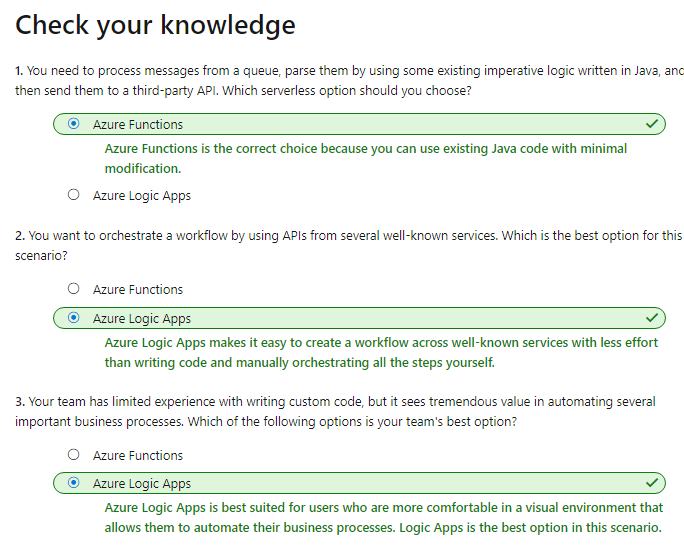 Check your knowledge
1. You need to process messages from a queue, parse them by using some existing imperative logic written in Java, and
then send them to a third-party API. Which serverless option should you choose?
Azure Functions
Azure Functions is the correct choice because you can use existing Java code with minimal
modification.
Azure Logic Apps
2. You want to orchestrate a workflow by using APIs from several well-known services. Which is the best option for this
scenario?
Azure Functions
Azure Logic Apps
Azure Logic Apps makes it easy to create a workflow across well-known services with less effort
than writing code and manually orchestrating all the steps yourself.
3. Your team has limited experience with writing custom code, but it sees tremendous value in automating several
important business processes. Which of the following options is your team's best option?
Azure Functions
Azure Logic Apps
Azure Logic Apps is best suited for users who are more comfortable in a visual environment that
allows them to automate their business processes. Logic Apps is the best option in this scenario.